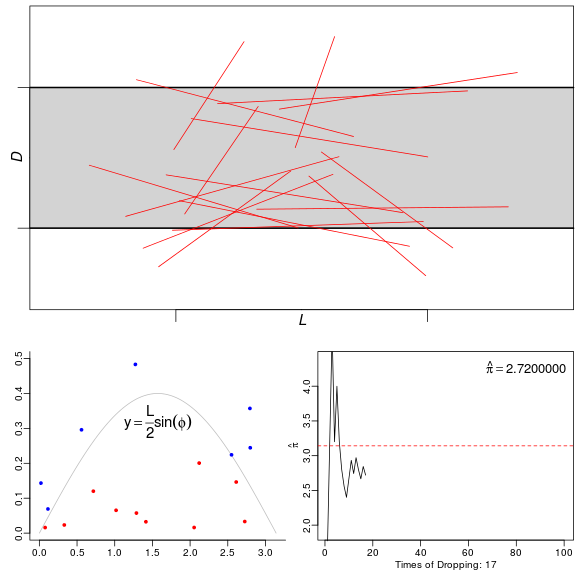 D
L
0.0 0.1 0.2 0.3 0.4 0.5
y = L/2 sin(ϕ)
0.0 0.5 1.0 1.5 2.0 2.5 3.0
π̂ = 2.7200000
π̂
2.0 2.5 3.0 3.5 4.0
0 20 40 60 80 100
Times of Dropping: 17